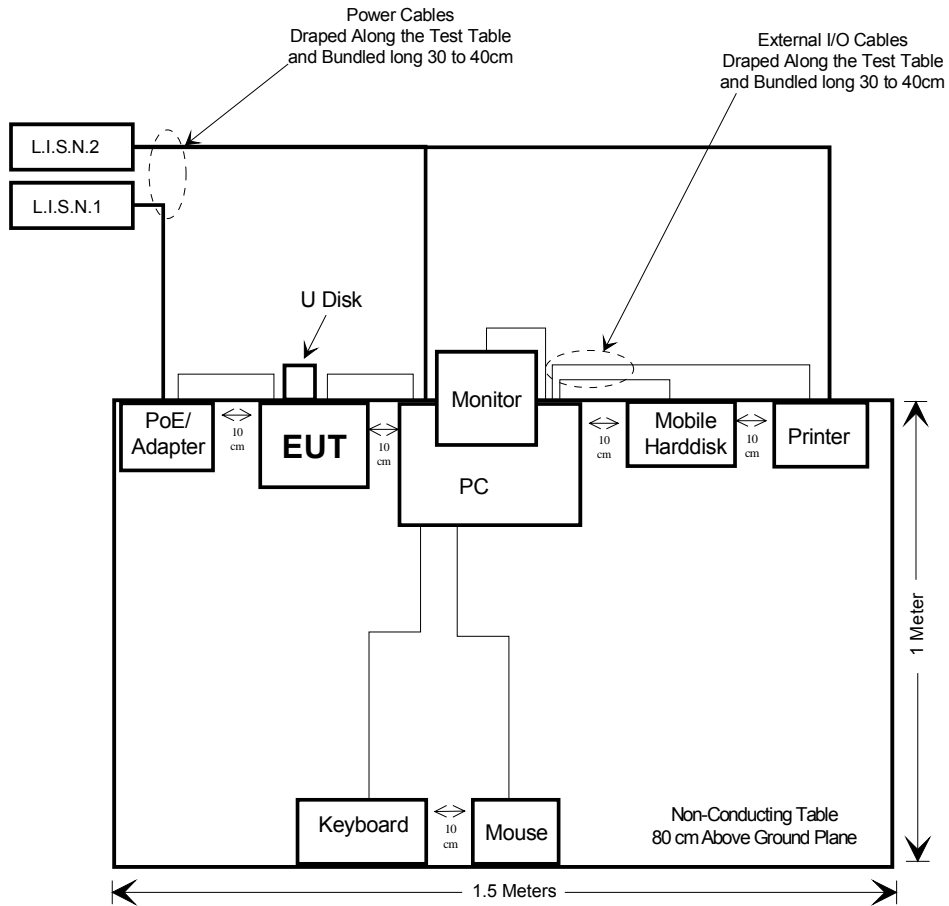 Power Cables
Draped Along the Test Table
and Bundled long 30 to 40cm
External I/O Cables
Draped Along the Test Table
and Bundled long 30 to 40cm
L.I.S.N.2
L.I.S.N.1
U Disk
Monitor
PoE/
Adapter
10
cm
EUT
10
cm
PC
10
cm
Mobile
Harddisk
10
cm
Printer
1 Meter
Keyboard
10
cm
Mouse
Non-Conducting Table
80 cm Above Ground Plane
1.5 Meters